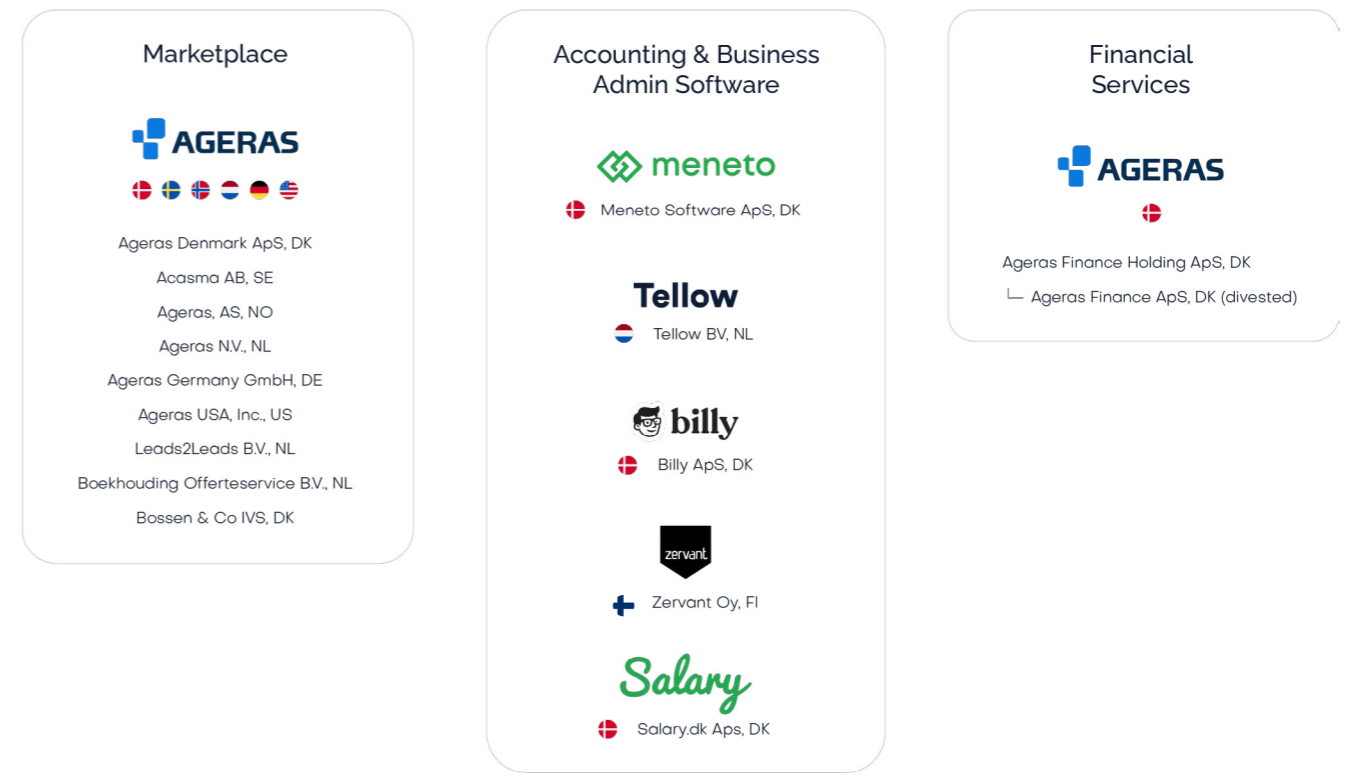 Marketplace
AGERAS
Ageras Denmark ApS, DK
Acasma AB, SE
Ageras, AS, NO
Ageras N.V., NL
Ageras Germany GmbH, DE
Ageras USA, Inc., US
Leads2Leads B.V., NL
Boekhouding Offerteservice B.V., NL
Bossen & Co IVS, DK
Accounting & Business
Admin Software
meneto
Meneto Software ApS, DK
Tellow
Tellow BV, NL
billy
Billy ApS, DK
zervant
Zervant Oy, FI
Salary
Salary.dk Aps, DK
Financial
Services
AGERAS
Ageras Finance Holding ApS, DK
Ageras Finance ApS, DK (divested)